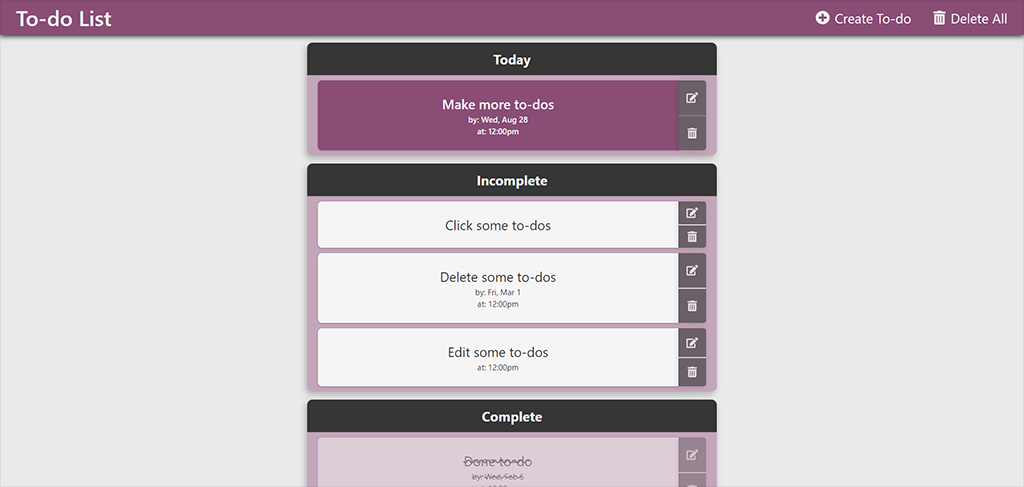 To-do List
Create To-do
Delete All
Today
Make more to-dos
by: Wed, Aug 28
at: 12:00pm
Incomplete
Click some to-dos
Delete some to-dos
by: Fri, Mar 1
at: 12:00pm
Edit some to-dos
at: 12:00pm
Complete
Done to-do
by: Wed, Feb 6